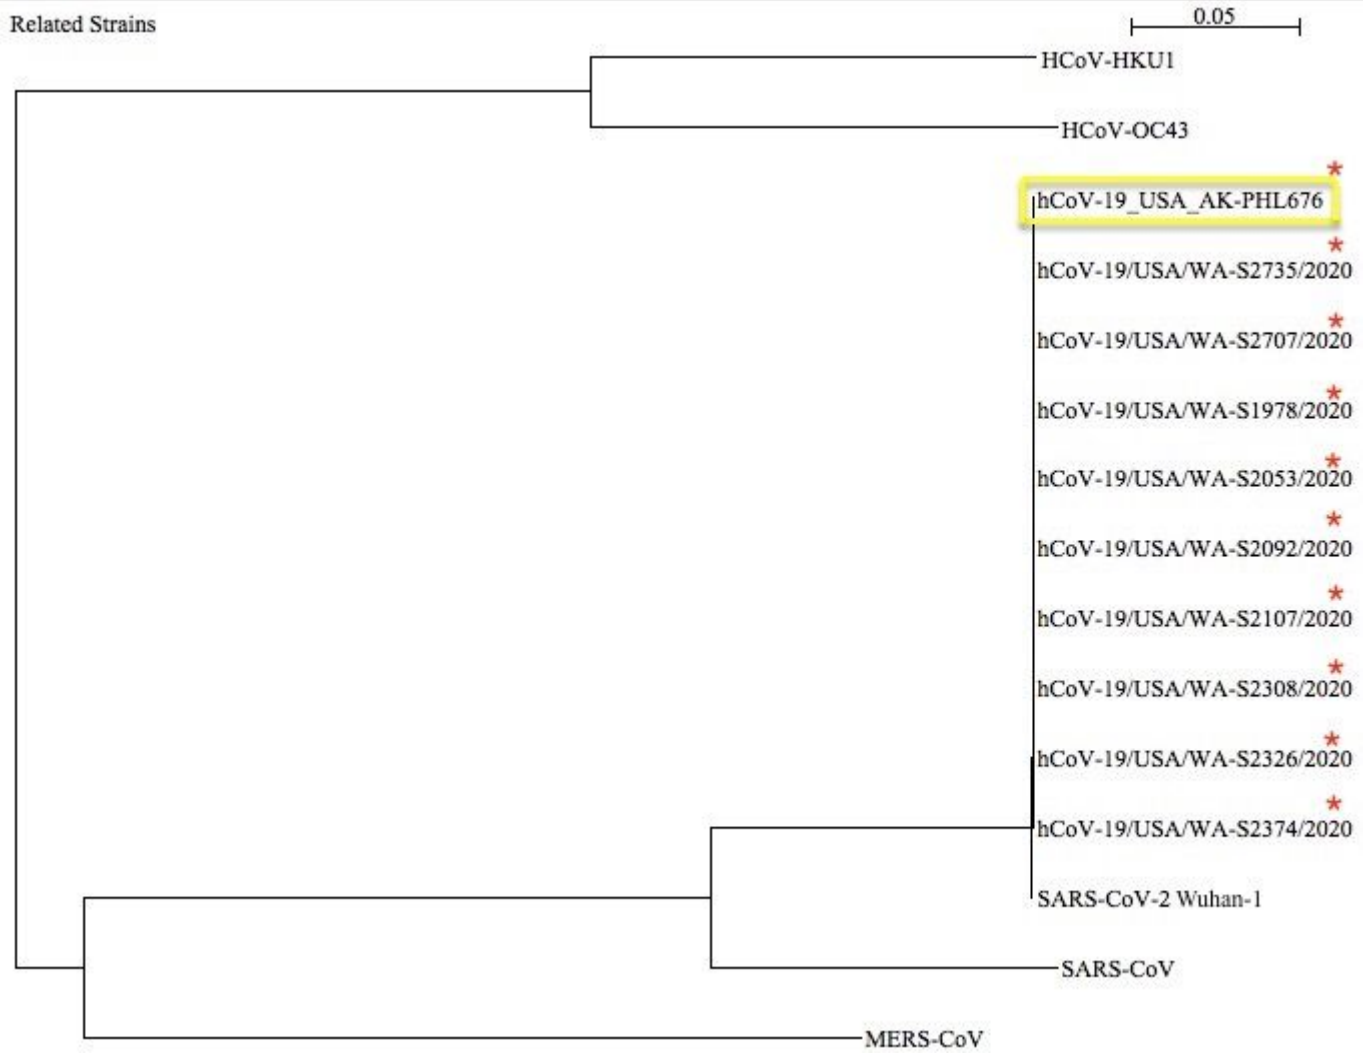 Related Strains
0.05
HCoV-HKU1
HCoV-OC43
*
hCoV-19_USA_AK-PHL676
*
hCoV-19/USA/WA-S2735/2020
*
hCoV-19/USA/WA-S2707/2020
*
hCoV-19/USA/WA-S1978/2020
*
hCoV-19/USA/WA-S2053/2020
*
hCoV-19/USA/WA-S2092/2020
*
hCoV-19/USA/WA-S2107/2020
*
hCoV-19/USA/WA-S2308/2020
*
hCoV-19/USA/WA-S2326/2020
*
hCoV-19/USA/WA-S2374/2020
SARS-CoV-2 Wuhan-1
SARS-CoV
MERS-CoV